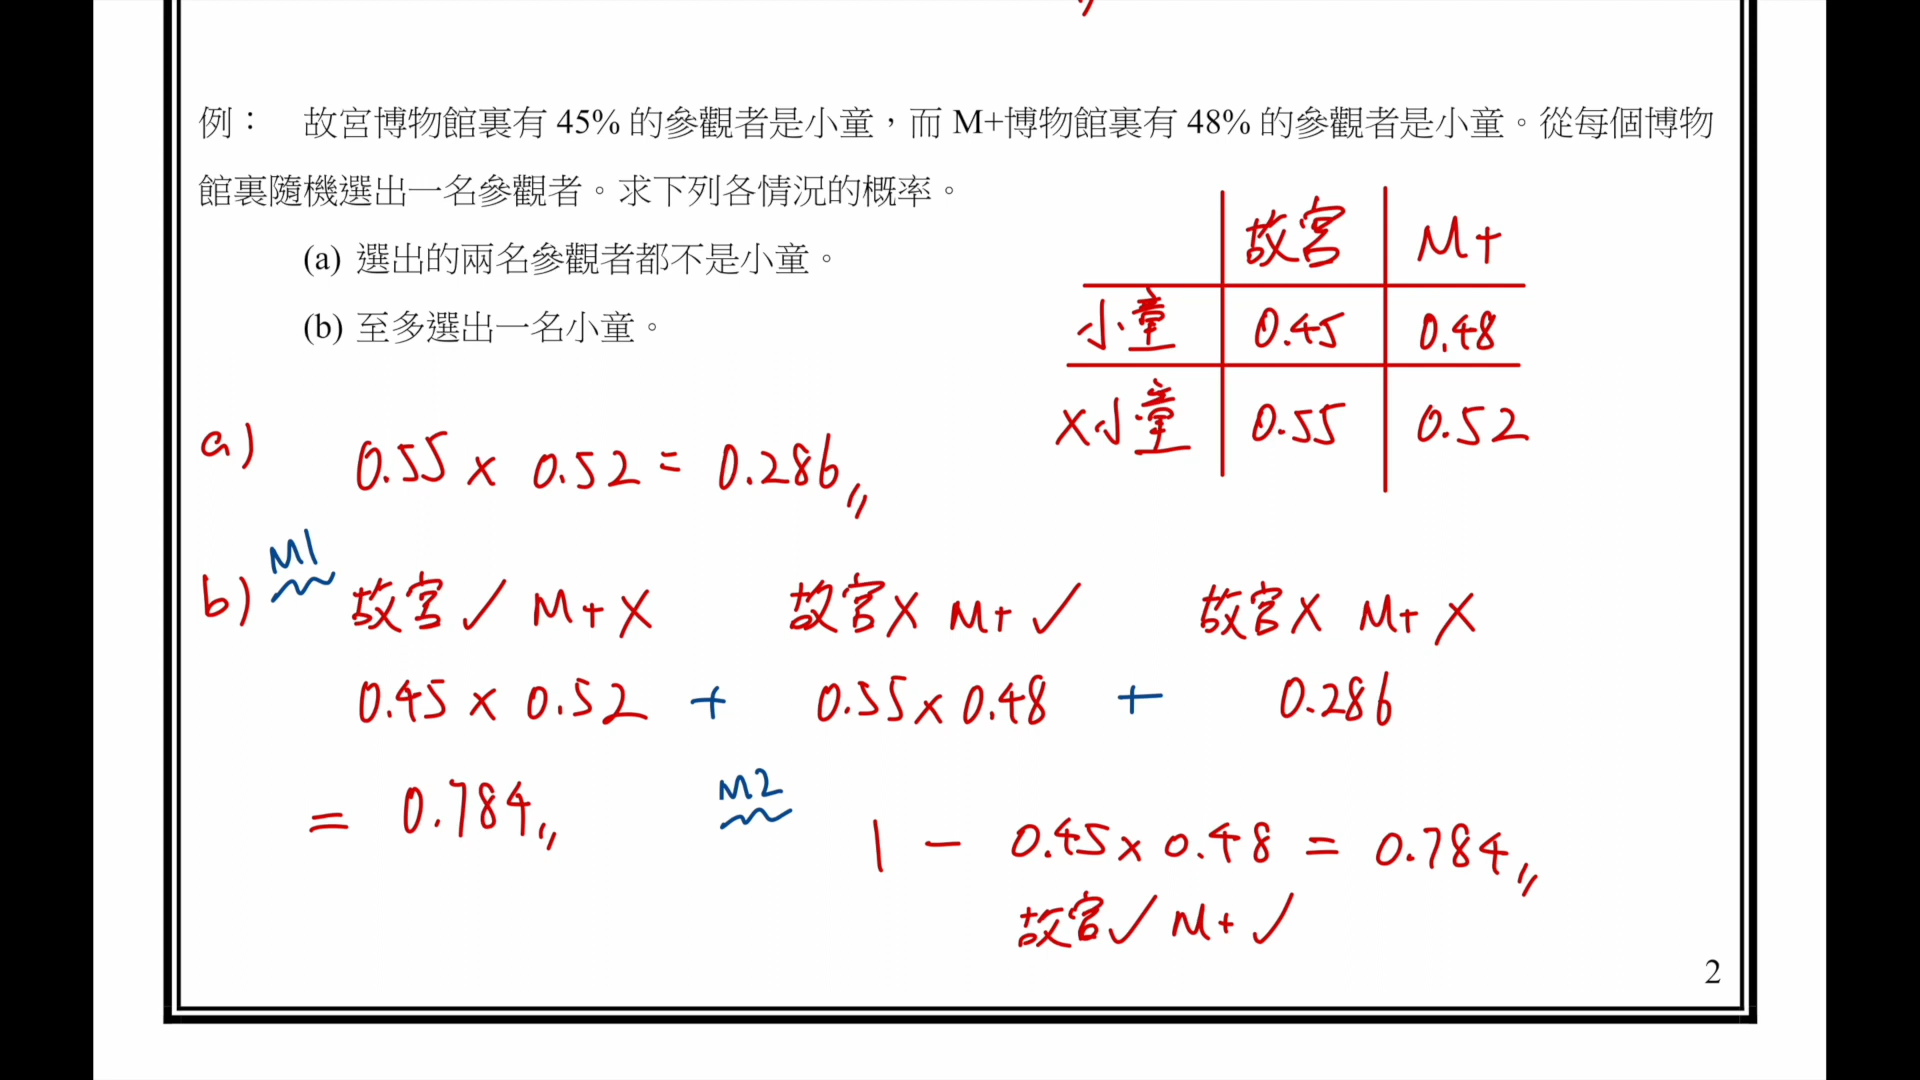 例： 故宮博物館裏有 45% 的參觀者是小童，而 M+博物館裏有 48% 的參觀者是小童。從每個博物
館裏隨機選出一名參觀者。求下列各情況的概率。
(a) 選出的兩名參觀者都不是小童。
(b) 至多選出一名小童。
故宮 M+
小童 0.45 0.48
X小童 0.55 0.52
a) 0.55 x 0.52 = 0.286
M1
b) 故宮 ✓ M+ X 故宮 X M+ ✓ 故宮 X M+ X
0.45 x 0.52 + 0.55 x 0.48 + 0.286
= 0.784
M2
1 - 0.45 x 0.48 = 0.784
故宮 ✓ M+ ✓
2